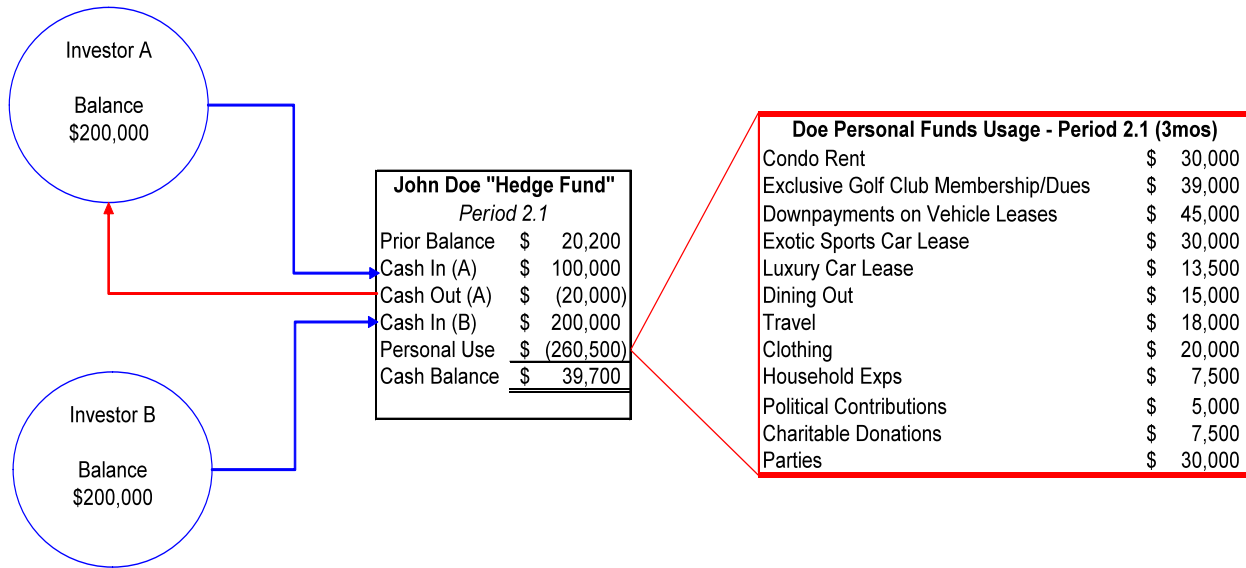 Investor A
Balance
$200,000
John Doe "Hedge Fund"
Period 2.1
Prior Balance $ 20,200
Cash In (A) $ 100,000
Cash Out (A) $ (20,000)
Cash In (B) $ 200,000
Personal Use $ (260,500)
Cash Balance $ 39,700
Investor B
Balance
$200,000
Doe Personal Funds Usage - Period 2.1 (3mos)
Condo Rent $ 30,000
Exclusive Golf Club Membership/Dues $ 39,000
Downpayments on Vehicle Leases $ 45,000
Exotic Sports Car Lease $ 30,000
Luxury Car Lease $ 13,500
Dining Out $ 15,000
Travel $ 18,000
Clothing $ 20,000
Household Exps $ 7,500
Political Contributions $ 5,000
Charitable Donations $ 7,500
Parties $ 30,000